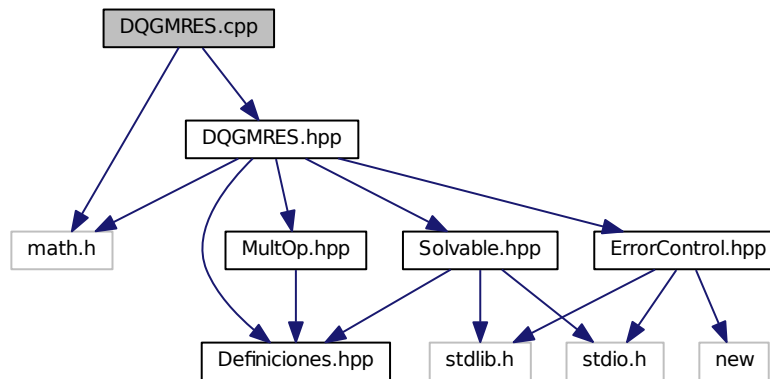 DQGMRES.cpp
DQGMRES.hpp
math.h
MultOp.hpp
Solvable.hpp
ErrorControl.hpp
Definiciones.hpp
stdlib.h
stdio.h
new